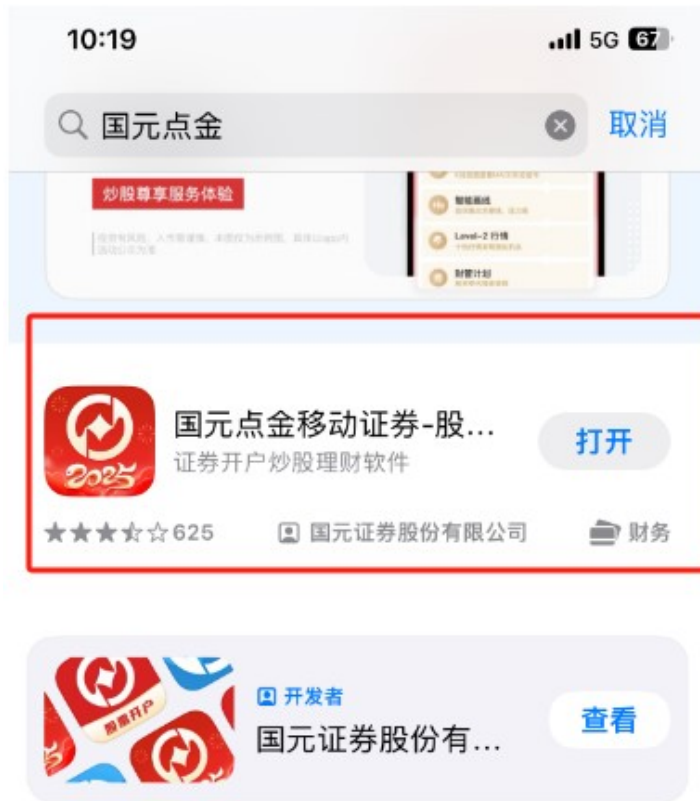 10:19
5G 67
国元点金
取消
炒股尊享服务体验
智能画线
Level-2 行情
财管计划
2025
国元点金移动证券-股...
证券开户炒股理财软件
打开
625
国元证券股份有限公司
财务
股票开户
开发者
国元证券股份有...
查看